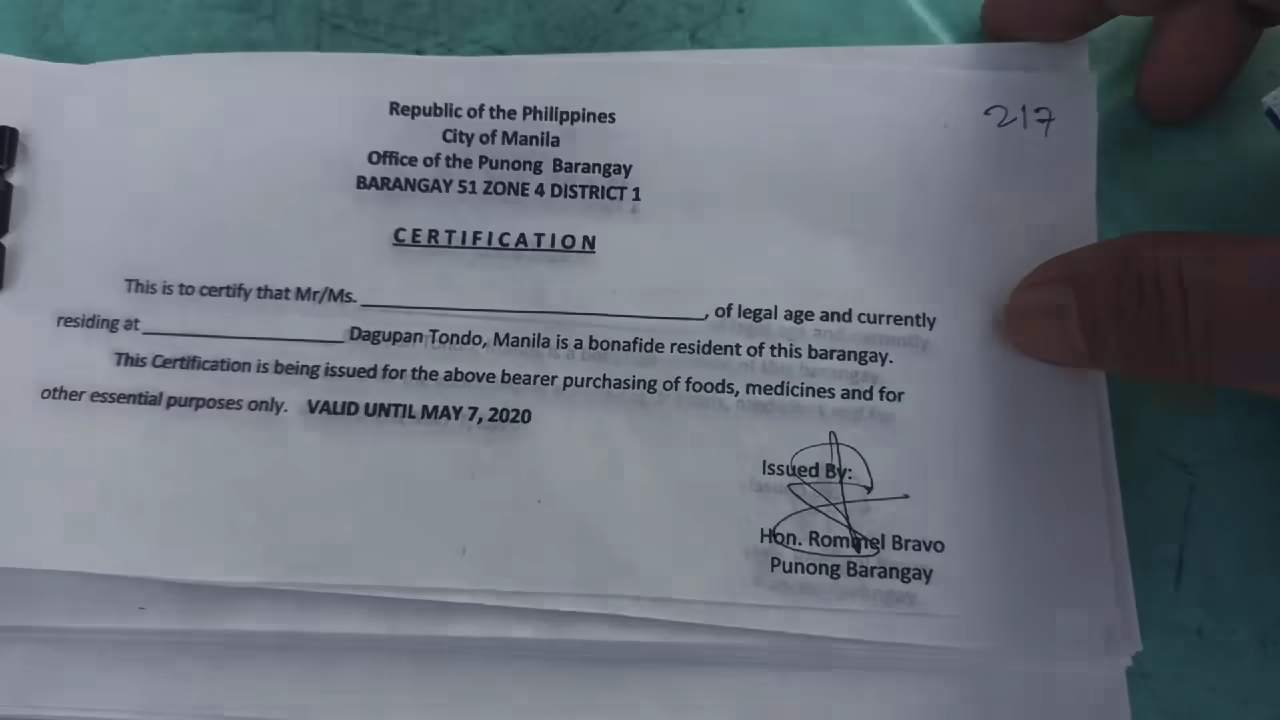 217
Republic of the Philippines
City of Manila
Office of the Punong Barangay
BARANGAY 51 ZONE 4 DISTRICT 1
CERTIFICATION
This is to certify that Mr/Ms. ____________________, of legal age and currently
residing at ____________ Dagupan Tondo, Manila is a bonafide resident of this barangay.
This Certification is being issued for the above bearer purchasing of foods, medicines and for
other essential purposes only. VALID UNTIL MAY 7, 2020
Issued By:
Hon. Rommel Bravo
Punong Barangay